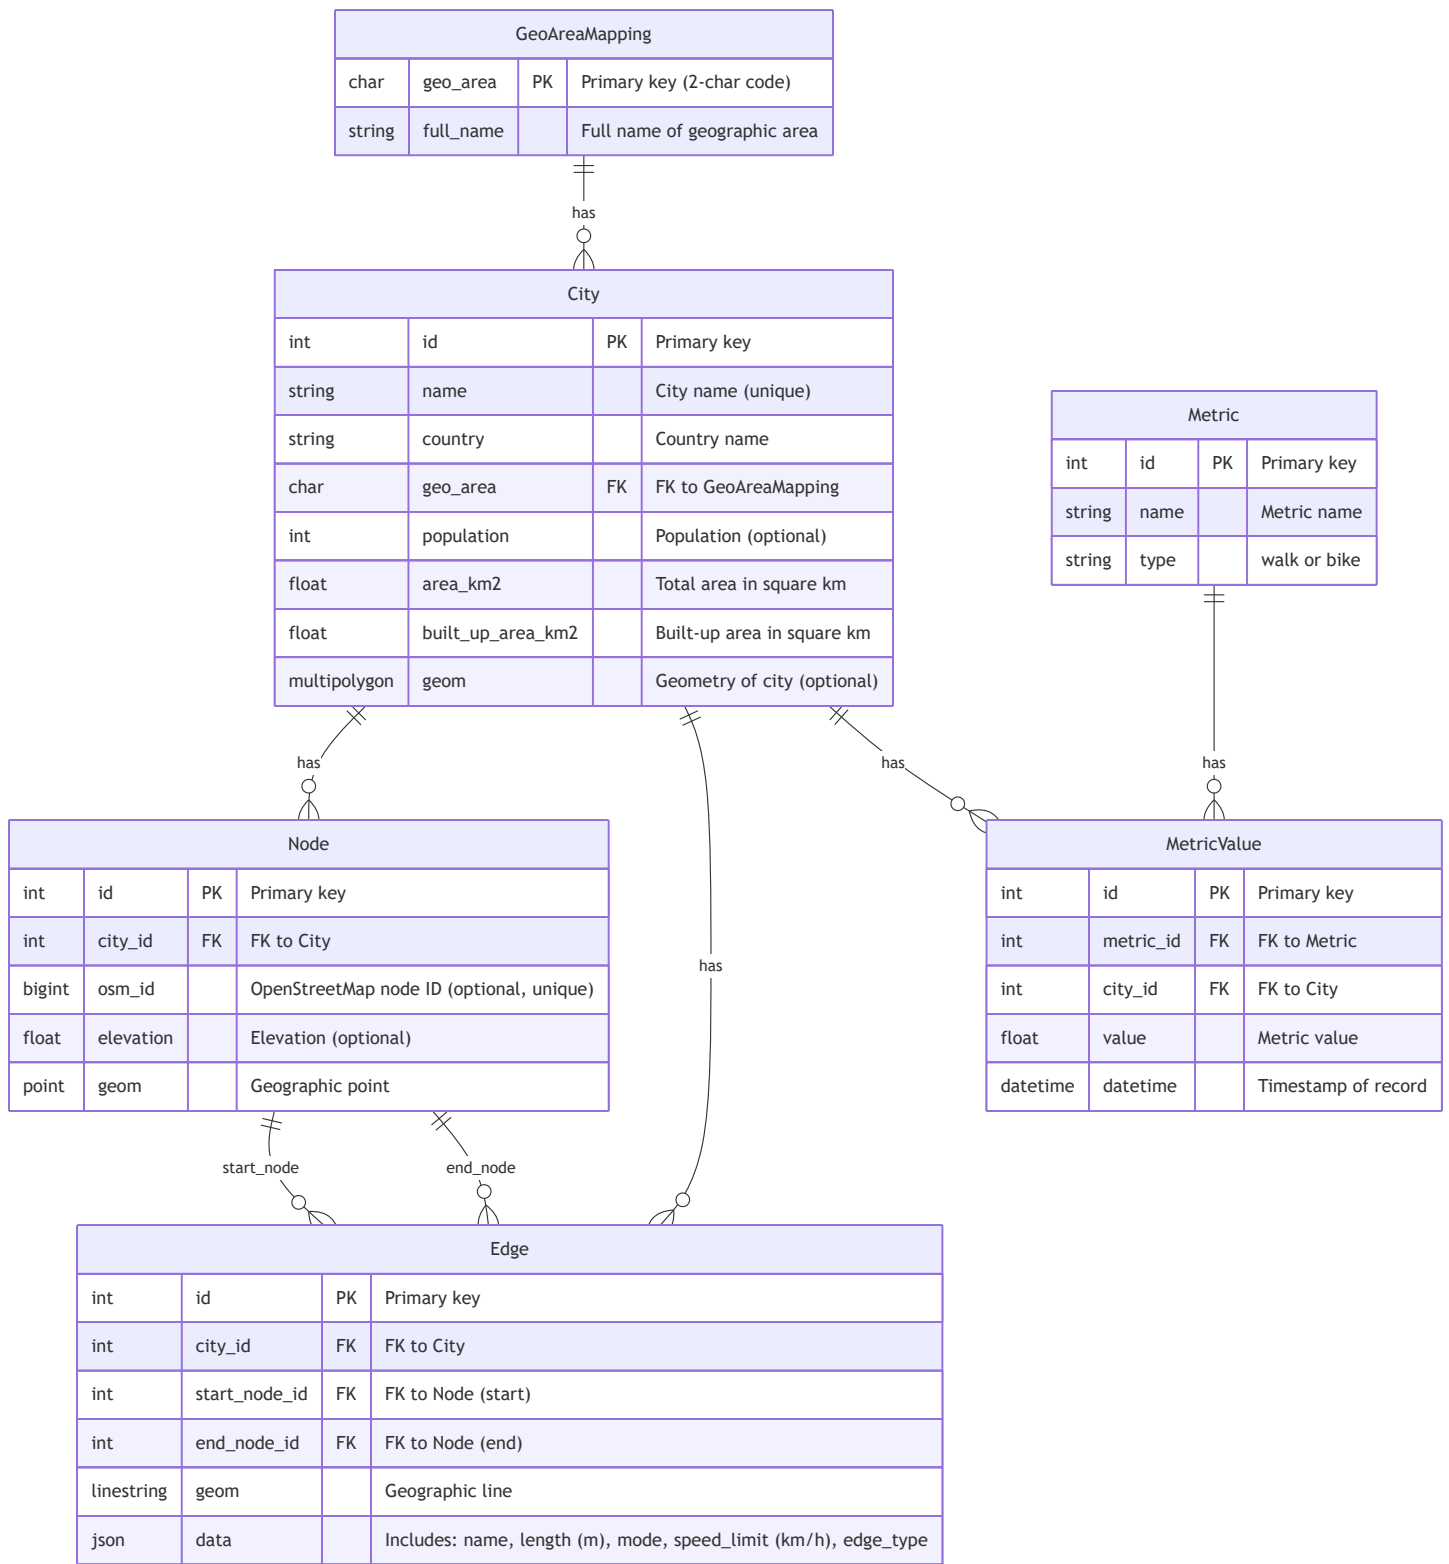 GeoAreaMapping
char geo_area PK Primary key (2-char code)
string full_name Full name of geographic area
has
City
int id PK Primary key
string name City name (unique)
string country Country name
char geo_area FK FK to GeoAreaMapping
int population Population (optional)
float area_km2 Total area in square km
float built_up_area_km2 Built-up area in square km
multipolygon geom Geometry of city (optional)
Metric
int id PK Primary key
string name Metric name
string type walk or bike
has
has
has
has
Node
int id PK Primary key
int city_id FK FK to City
bigint osm_id OpenStreetMap node ID (optional, unique)
float elevation Elevation (optional)
point geom Geographic point
MetricValue
int id PK Primary key
int metric_id FK FK to Metric
int city_id FK FK to City
float value Metric value
datetime datetime Timestamp of record
start_node
end_node
Edge
int id PK Primary key
int city_id FK FK to City
int start_node_id FK FK to Node (start)
int end_node_id FK FK to Node (end)
linestring geom Geographic line
json data Includes: name, length (m), mode, speed_limit (km/h), edge_type